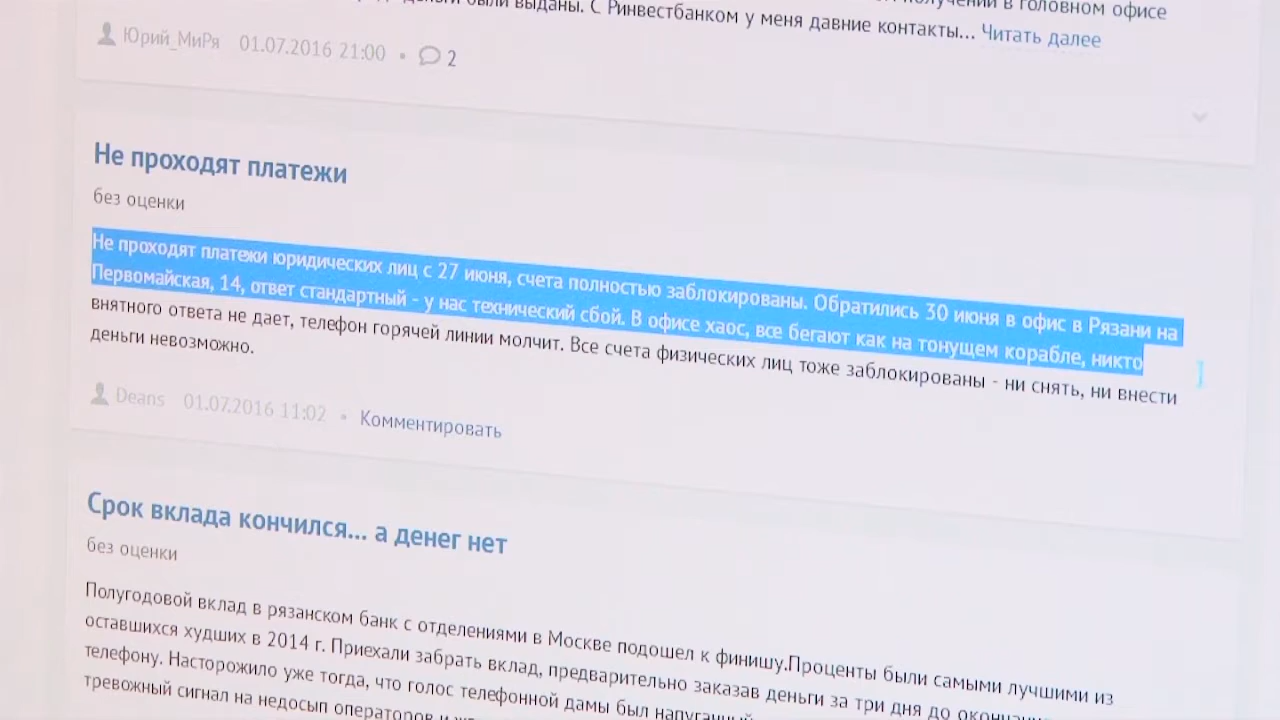 деньги были выданы. С Ринвестбанком у меня давние контакты... Читать далее
получении в головном офисе
Юрий_МиРя 01.07.2016 21:00 • 2
Не проходят платежи
без оценки
Не проходят платежи юридических лиц с 27 июня, счета полностью заблокированы. Обратились 30 июня в офис в Рязани на
Первомайская, 14, ответ стандартный - у нас технический сбой. В офисе хаос, все бегают как на тонущем корабле, никто
внятного ответа не дает, телефон горячей линии молчит. Все счета физических лиц тоже заблокированы - ни снять, ни внести
деньги невозможно.
Deans 01.07.2016 11:02 • Комментировать
Срок вклада кончился... а денег нет
без оценки
Полугодовой вклад в рязанском банк с отделениями в Москве подошел к финишу.Проценты были самыми лучшими из
оставшихся худших в 2014 г. Приехали забрать вклад, предварительно заказав деньги за три дня до
телефону. Насторожило уже тогда, что голос телефонной дамы был напуганный
тревожный сигнал на недосып операторов и